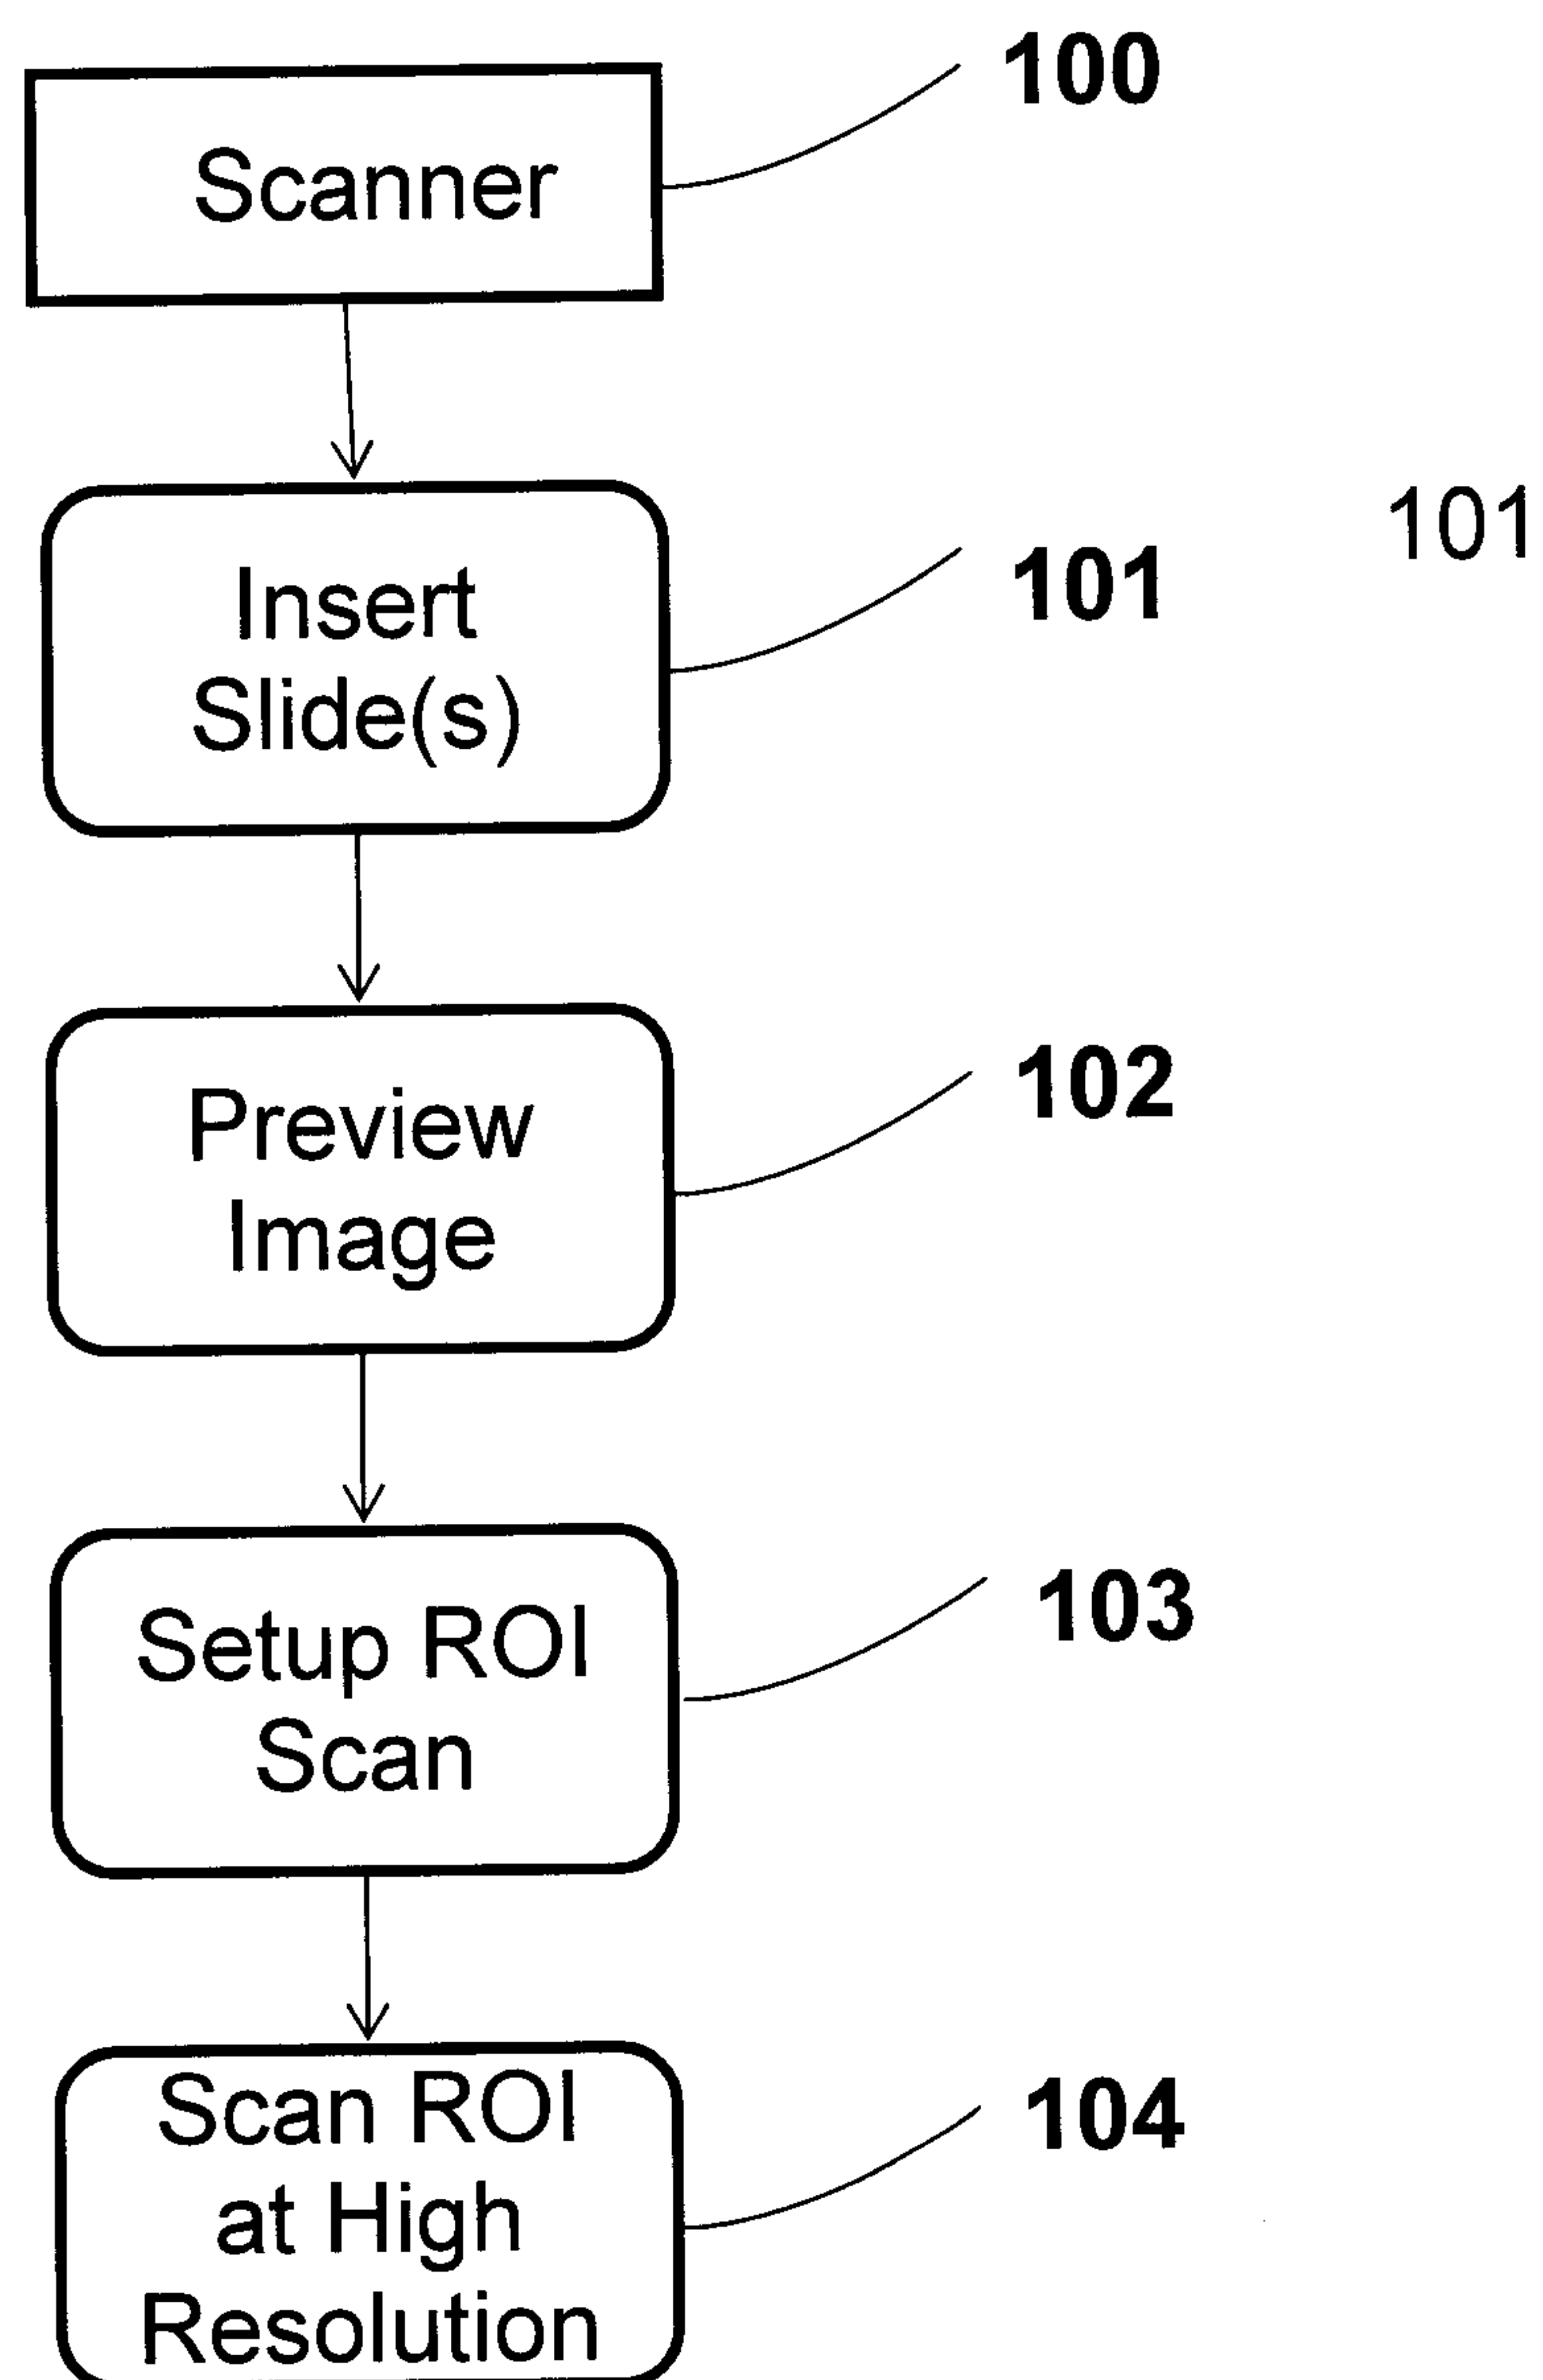 100
Scanner
101
Insert
Slide(s)
101
102
Preview
Image
103
Setup ROI
Scan
104
Scan ROI
at High
Resolution